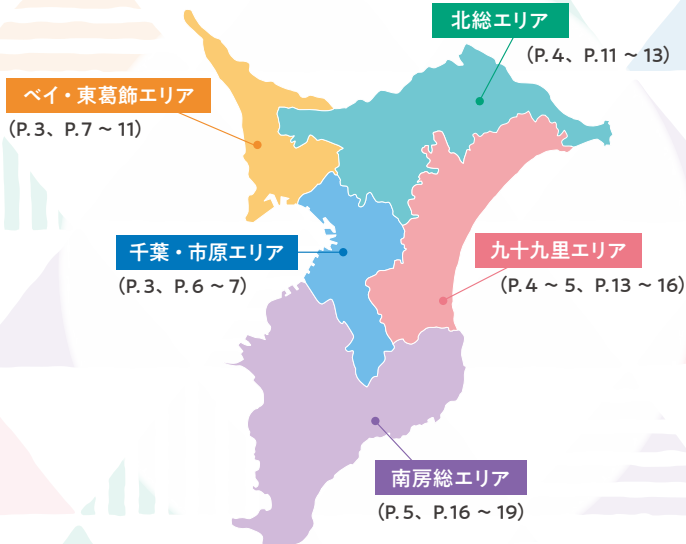 北総エリア
（P.4、P.11 ～ 13）
ベイ・東葛飾エリア
（P.3、P.7 ～ 11）
千葉・市原エリア
（P.3、P.6 ～ 7）
九十九里エリア
（P.4 ～ 5、P.13 ～ 16）
南房総エリア
（P.5、P.16 ～ 19）